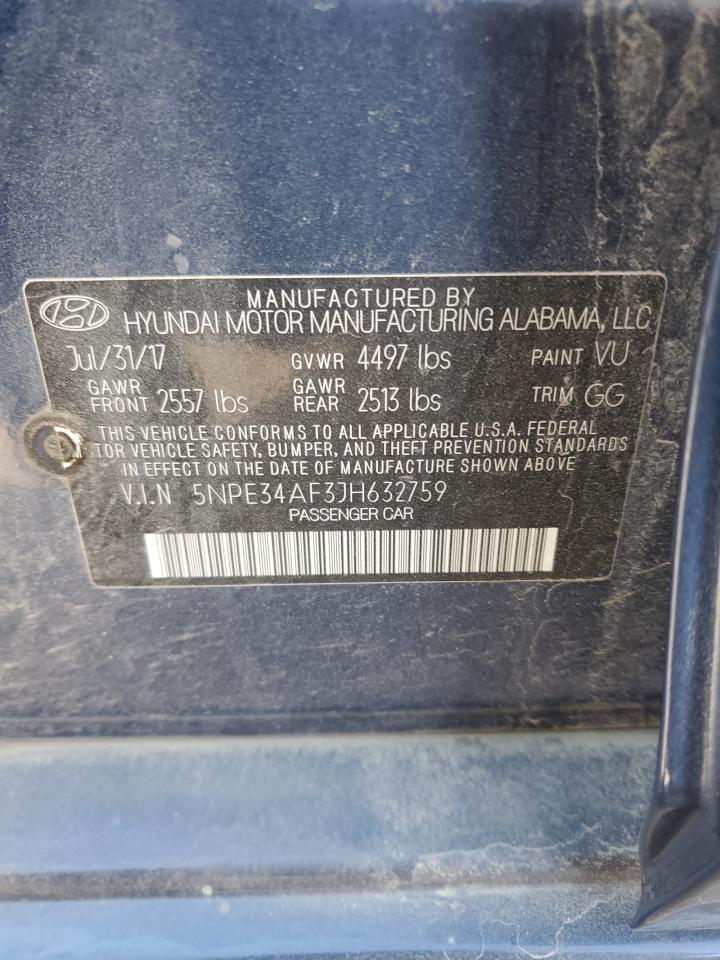 MANUFACTURED BY
HYUNDAI MOTOR MANUFACTURING ALABAMA, LLC
Jul/31/17 GVWR 4497 lbs PAINT VU
GAWR FRONT 2557 lbs GAWR REAR 2513 lbs TRIM GG
THIS VEHICLE CONFORMS TO ALL APPLICABLE U.S.A. FEDERAL
TOR VEHICLE SAFETY, BUMPER, AND THEFT PREVENTION STANDARDS
IN EFFECT ON THE DATE OF MANUFACTURE SHOWN ABOVE
V.I.N 5NPE34AF3JH632759
PASSENGER CAR